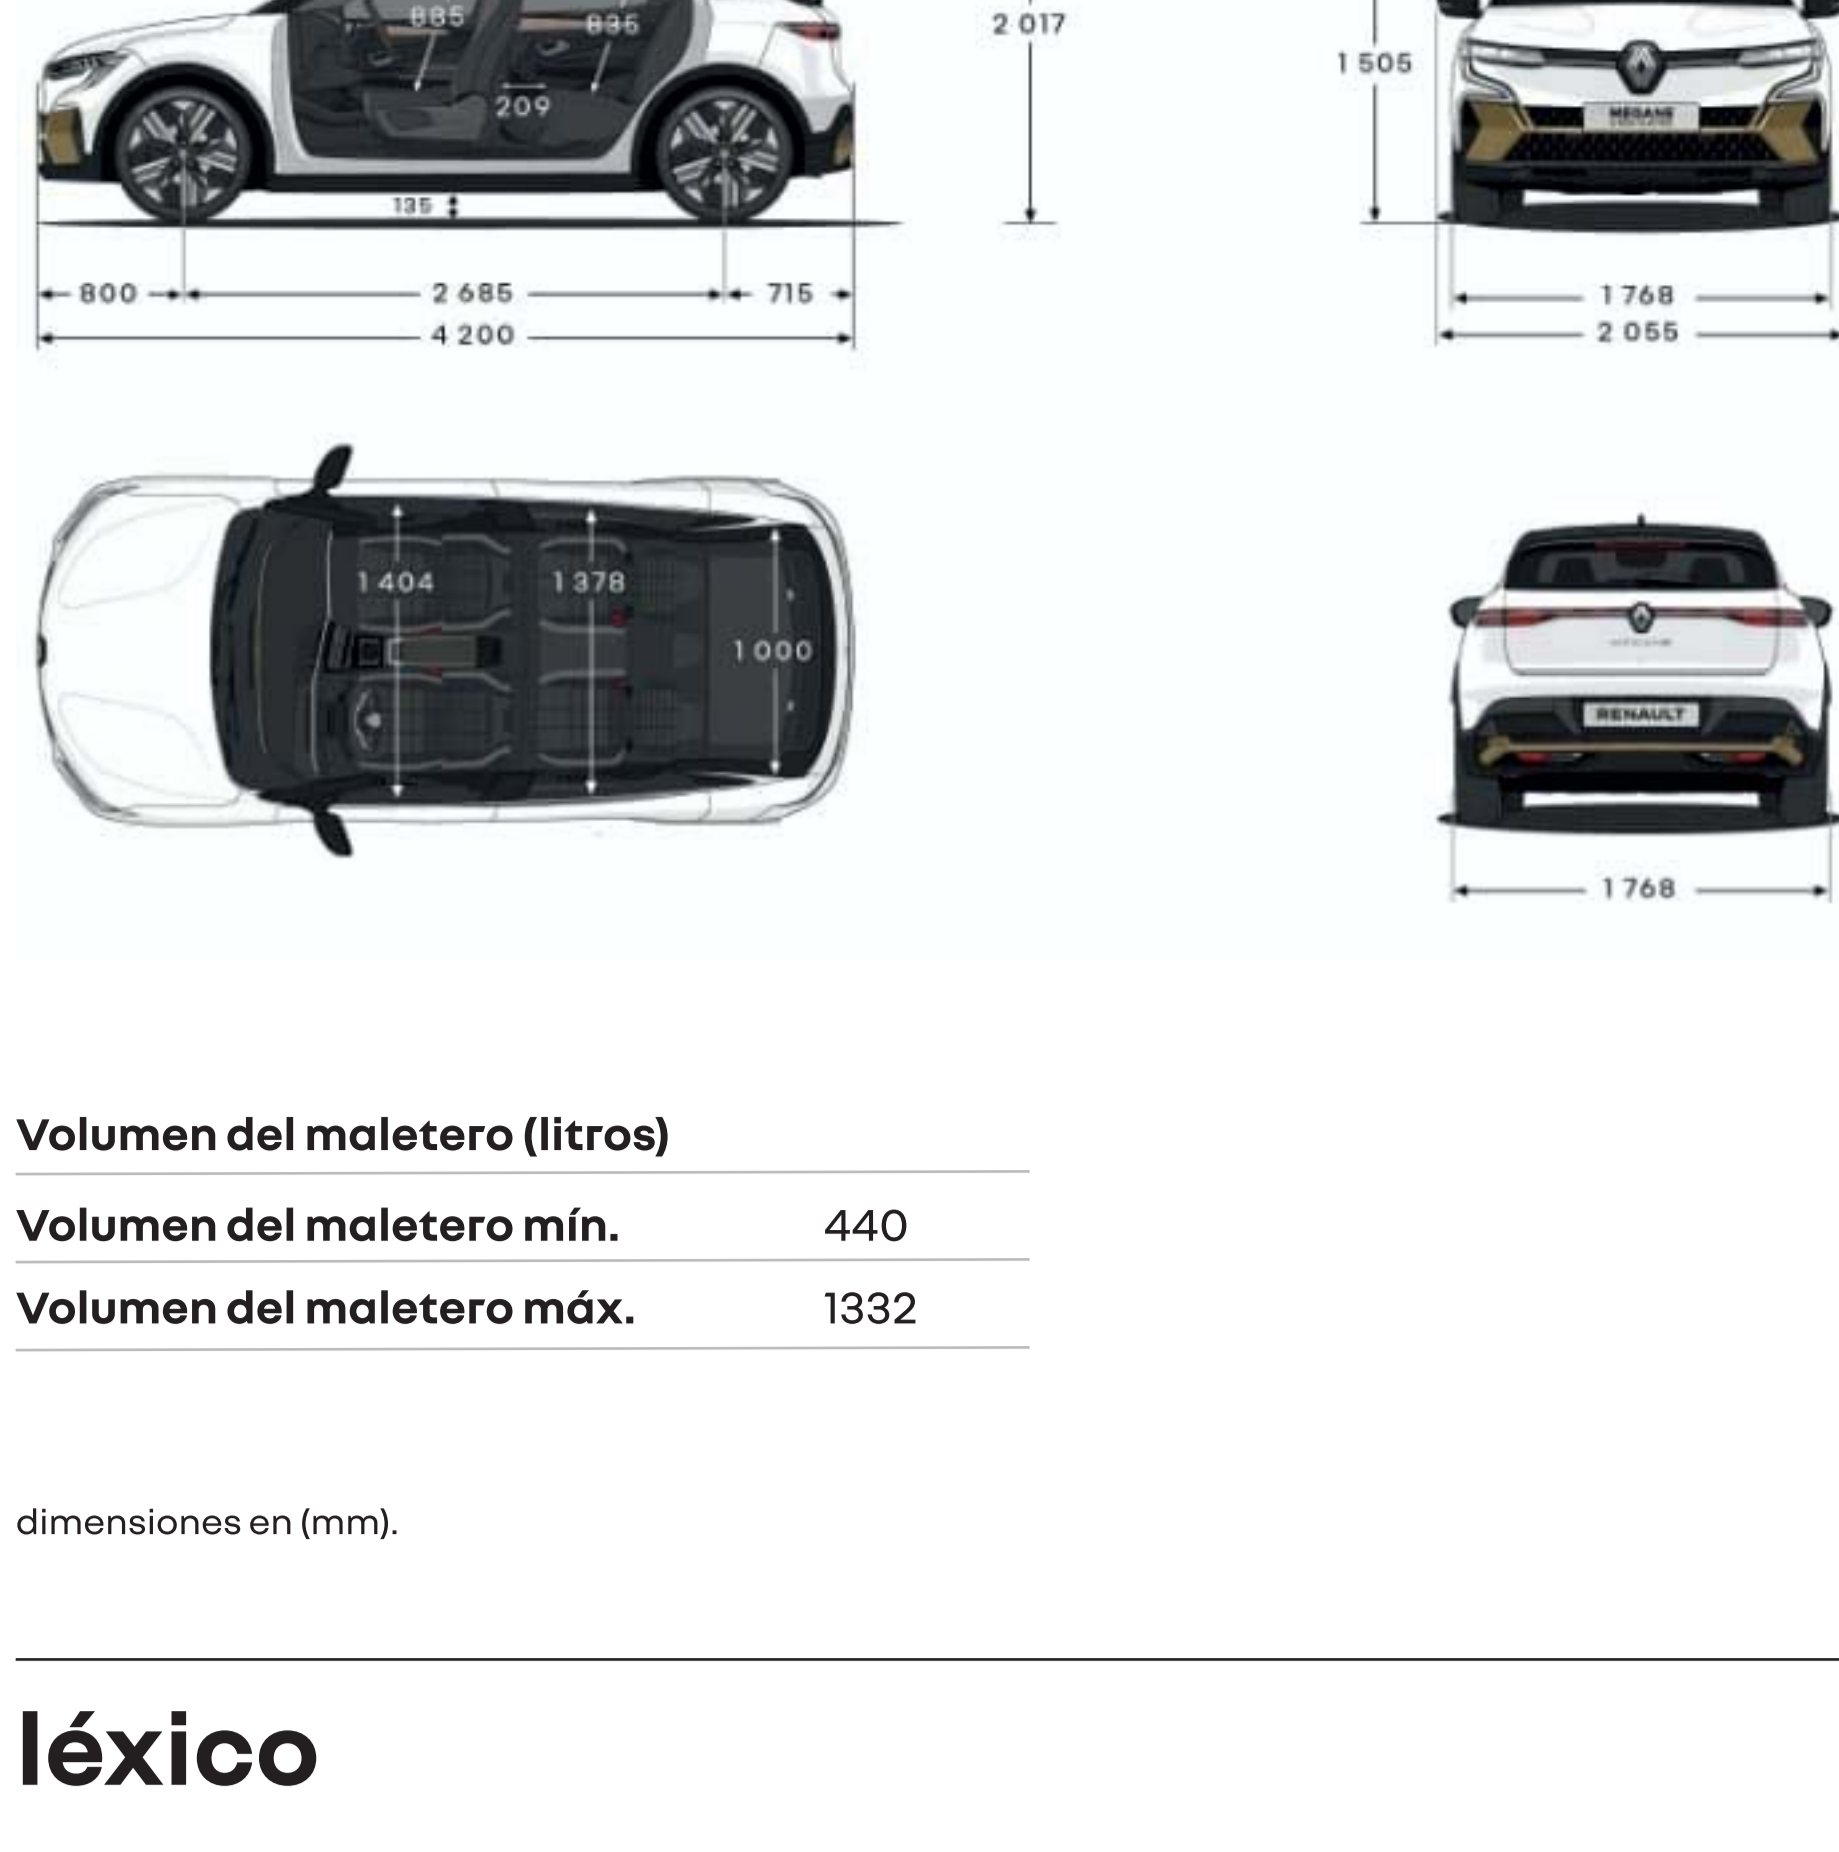 885
835
2 017
1 505
209
MEGANE
135
800
2 685
715
1 768
4 200
2 055
1 404
1 378
1 000
RENAULT
1 768
Volumen del maletero (litros)
Volumen del maletero mín. 440
Volumen del maletero máx. 1332
dimensiones en (mm).
léxico